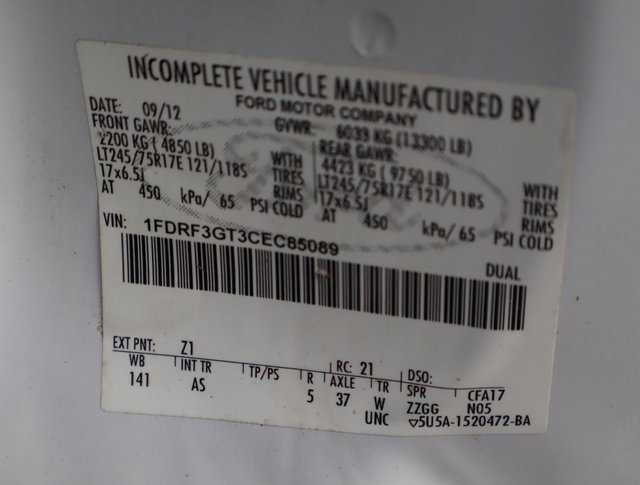 INCOMPLETE VEHICLE MANUFACTURED BY
FORD MOTOR COMPANY
DATE: 09/12 GVWR: 6033 KG (13300 LB)
FRONT GAWR: REAR GAWR:
2200 KG (4850 LB) WITH 4423 KG (9750 LB) WITH
LT245/75R17E 121/118S TIRES LT245/75R17E 121/118S TIRES
17x6.5J RIMS 17x6.5J RIMS
AT 450 kPa/ 65 PSI COLD AT 450 kPa/ 65 PSI COLD
VIN: 1FDRF3GT3CEC85089
DUAL
EXT PNT: Z1 RC: 21 DSO:
WB INT TR TP/PS R AXLE TR SPR CFA17
141 AS 5 37 W ZZGG N05
UNC ▽5U5A-1520472-BA